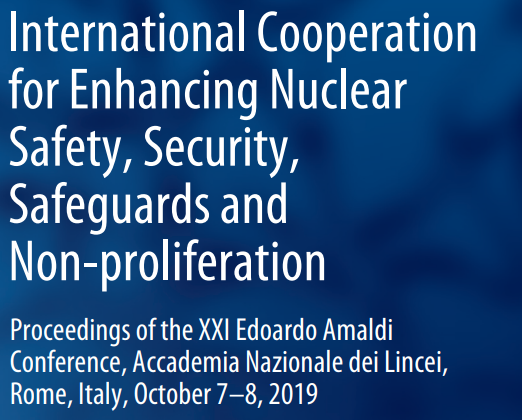 International Cooperation
for Enhancing Nuclear
Safety, Security,
Safeguards and
Non-proliferation
Proceedings of the XXI Edoardo Amaldi
Conference, Accademia Nazionale dei Lincei,
Rome, Italy, October 7–8, 2019